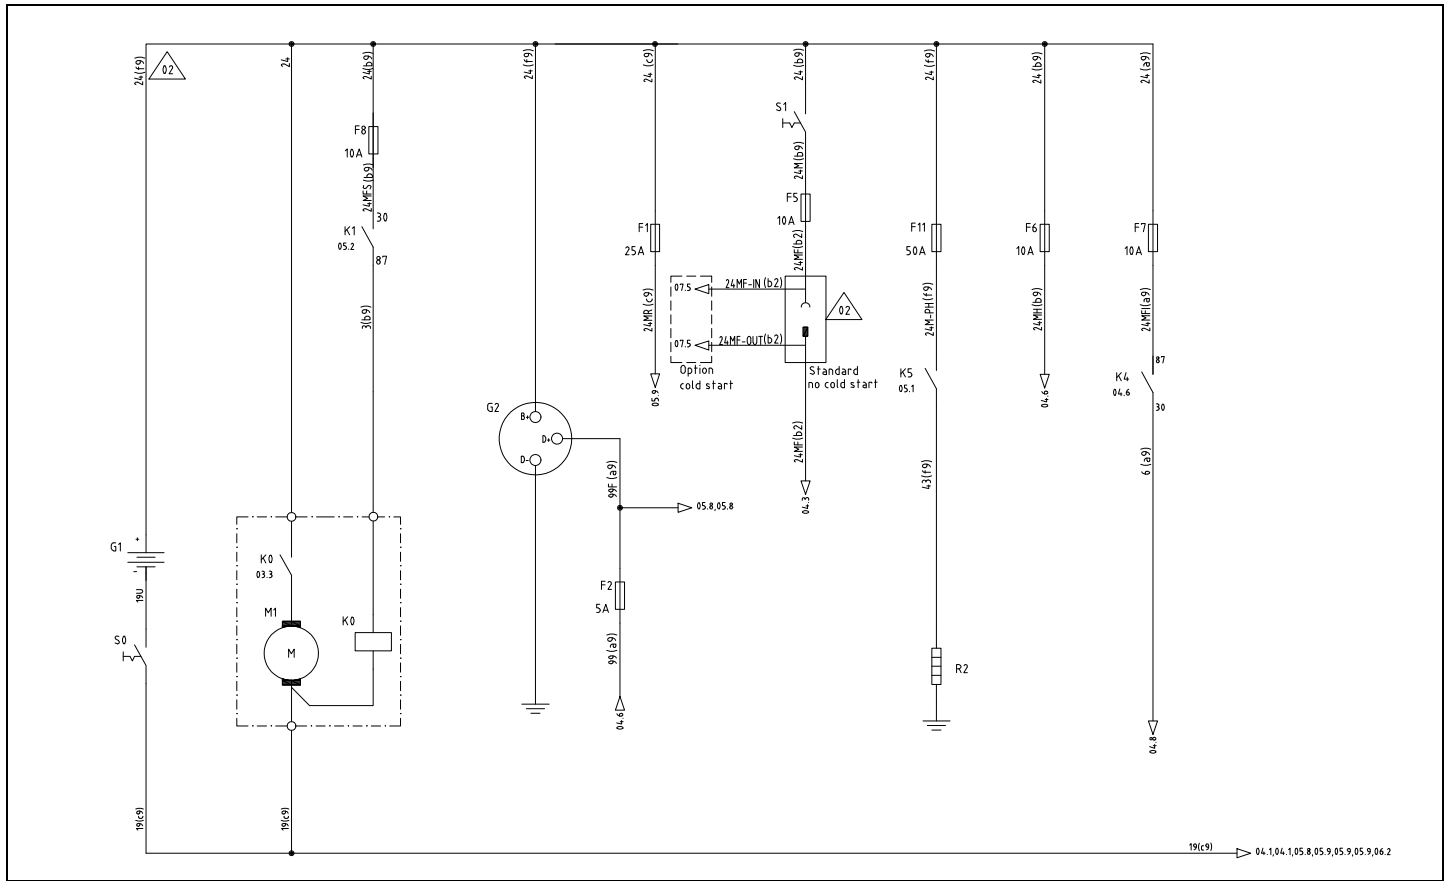 24(f9)
02
24
24(b9)
24 (f9)
24 (c9)
24 (b9)
24 (f9)
24 (b9)
24 (a9)
S1
F8
10A
24M(b9)
24MFS(b9)
30
K1
05.2
87
F5
10A
F1
25A
F11
50A
F6
10A
F7
10A
24MF(b2)
07.5
24MF-IN(b2)
02
3(b9)
24MR(c9)
24M-PH(f9)
24MH(b9)
24MFI(a9)
07.5
24MF-OUT(b2)
87
Option
cold start
Standard
no cold start
K5
05.1
K4
04.6
30
05.9
04.6
G2
B+
D+
D-
24MF(b2)
99F (a9)
43(f9)
6 (a9)
05.8,05.8
04.3
G1
+
-
K0
03.3
19U
F2
5A
M1
K0
S0
M
99(a9)
R2
04.6
04.8
19(c9)
19(c9)
19(c9)
04.1,04.1,05.8,05.9,05.9,05.9,06.2